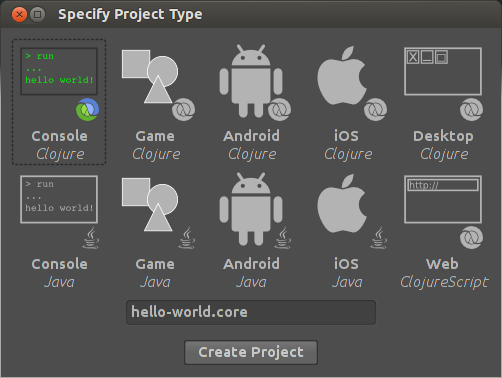 Specify Project Type
> run
...
hello world!
Console
Clojure
Game
Clojure
Android
Clojure
iOS
Clojure
X
Desktop
Clojure
> run
...
hello world!
Console
Java
Game
Java
Android
Java
iOS
Java
http://
Web
ClojureScript
hello-world.core
Create Project